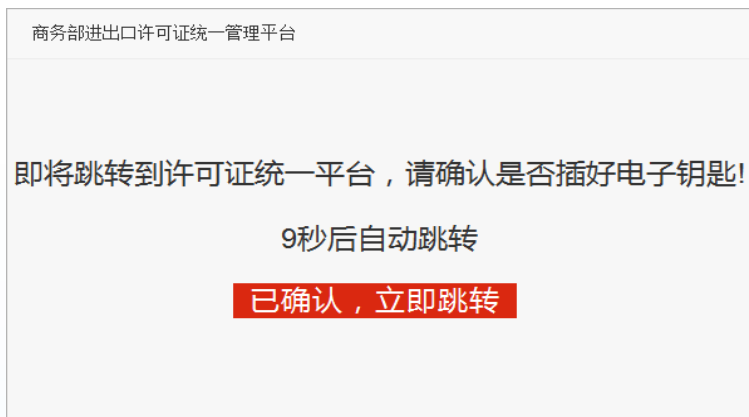 商务部进出口许可证统一管理平台
即将跳转到许可证统一平台，请确认是否插好电子钥匙!
9秒后自动跳转
已确认，立即跳转